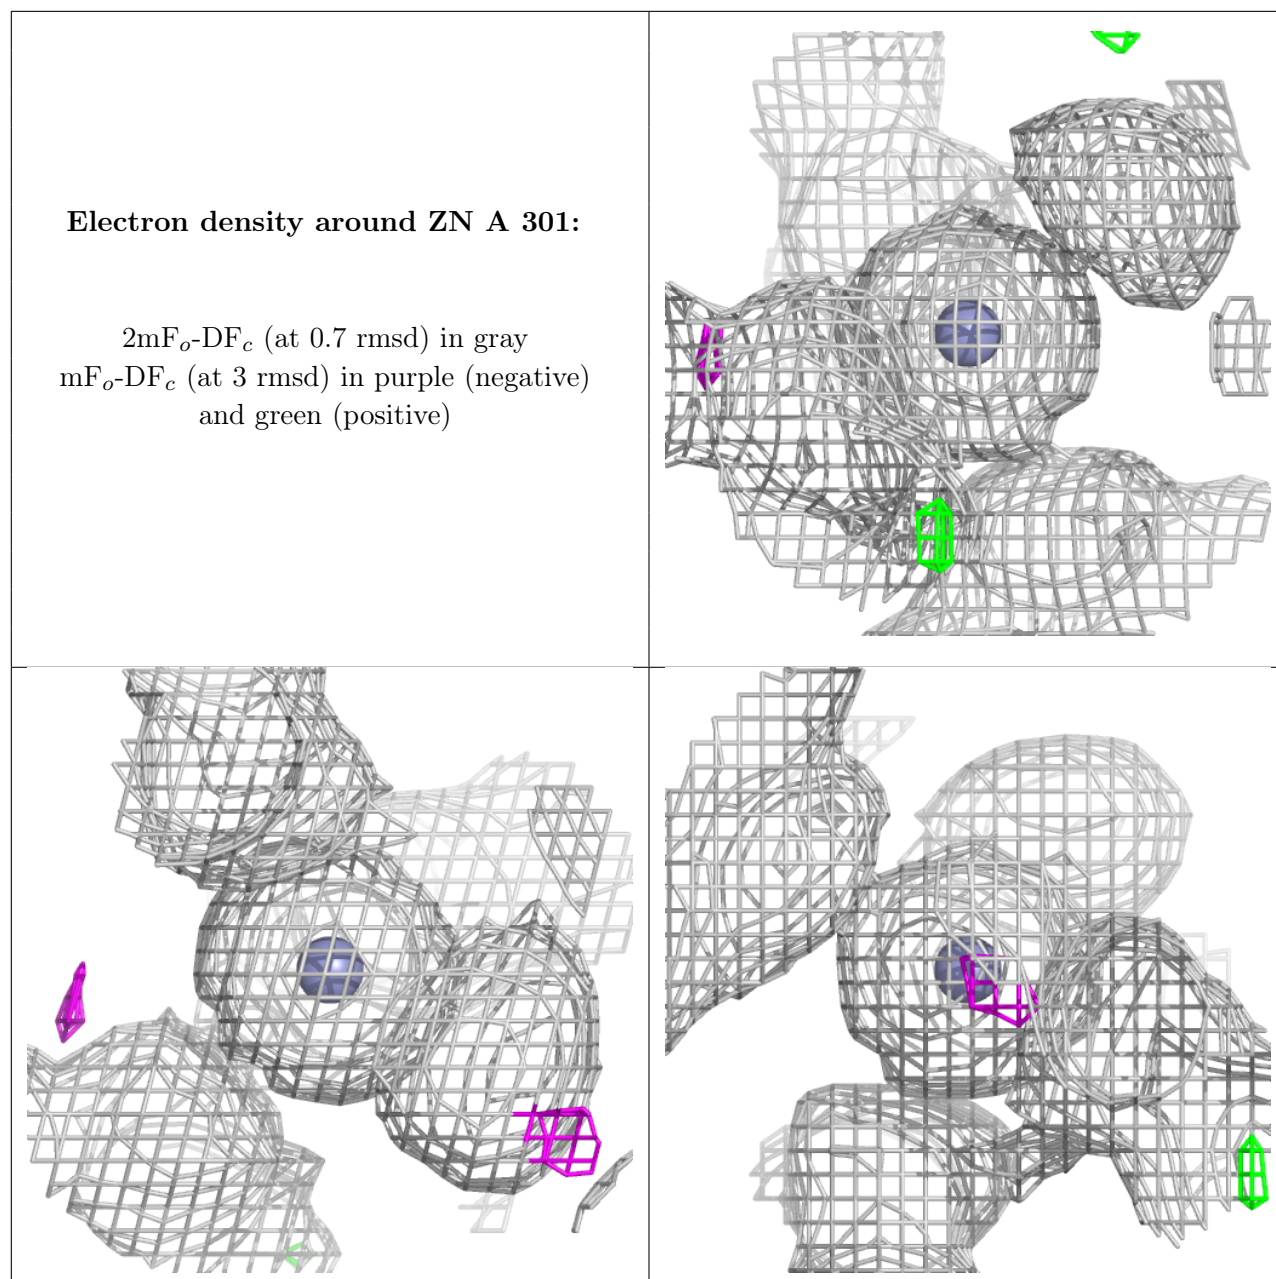 Electron density around ZN A 301:
2mFo-DFc (at 0.7 rmsd) in gray
mFo-DFc (at 3 rmsd) in purple (negative)
and green (positive)